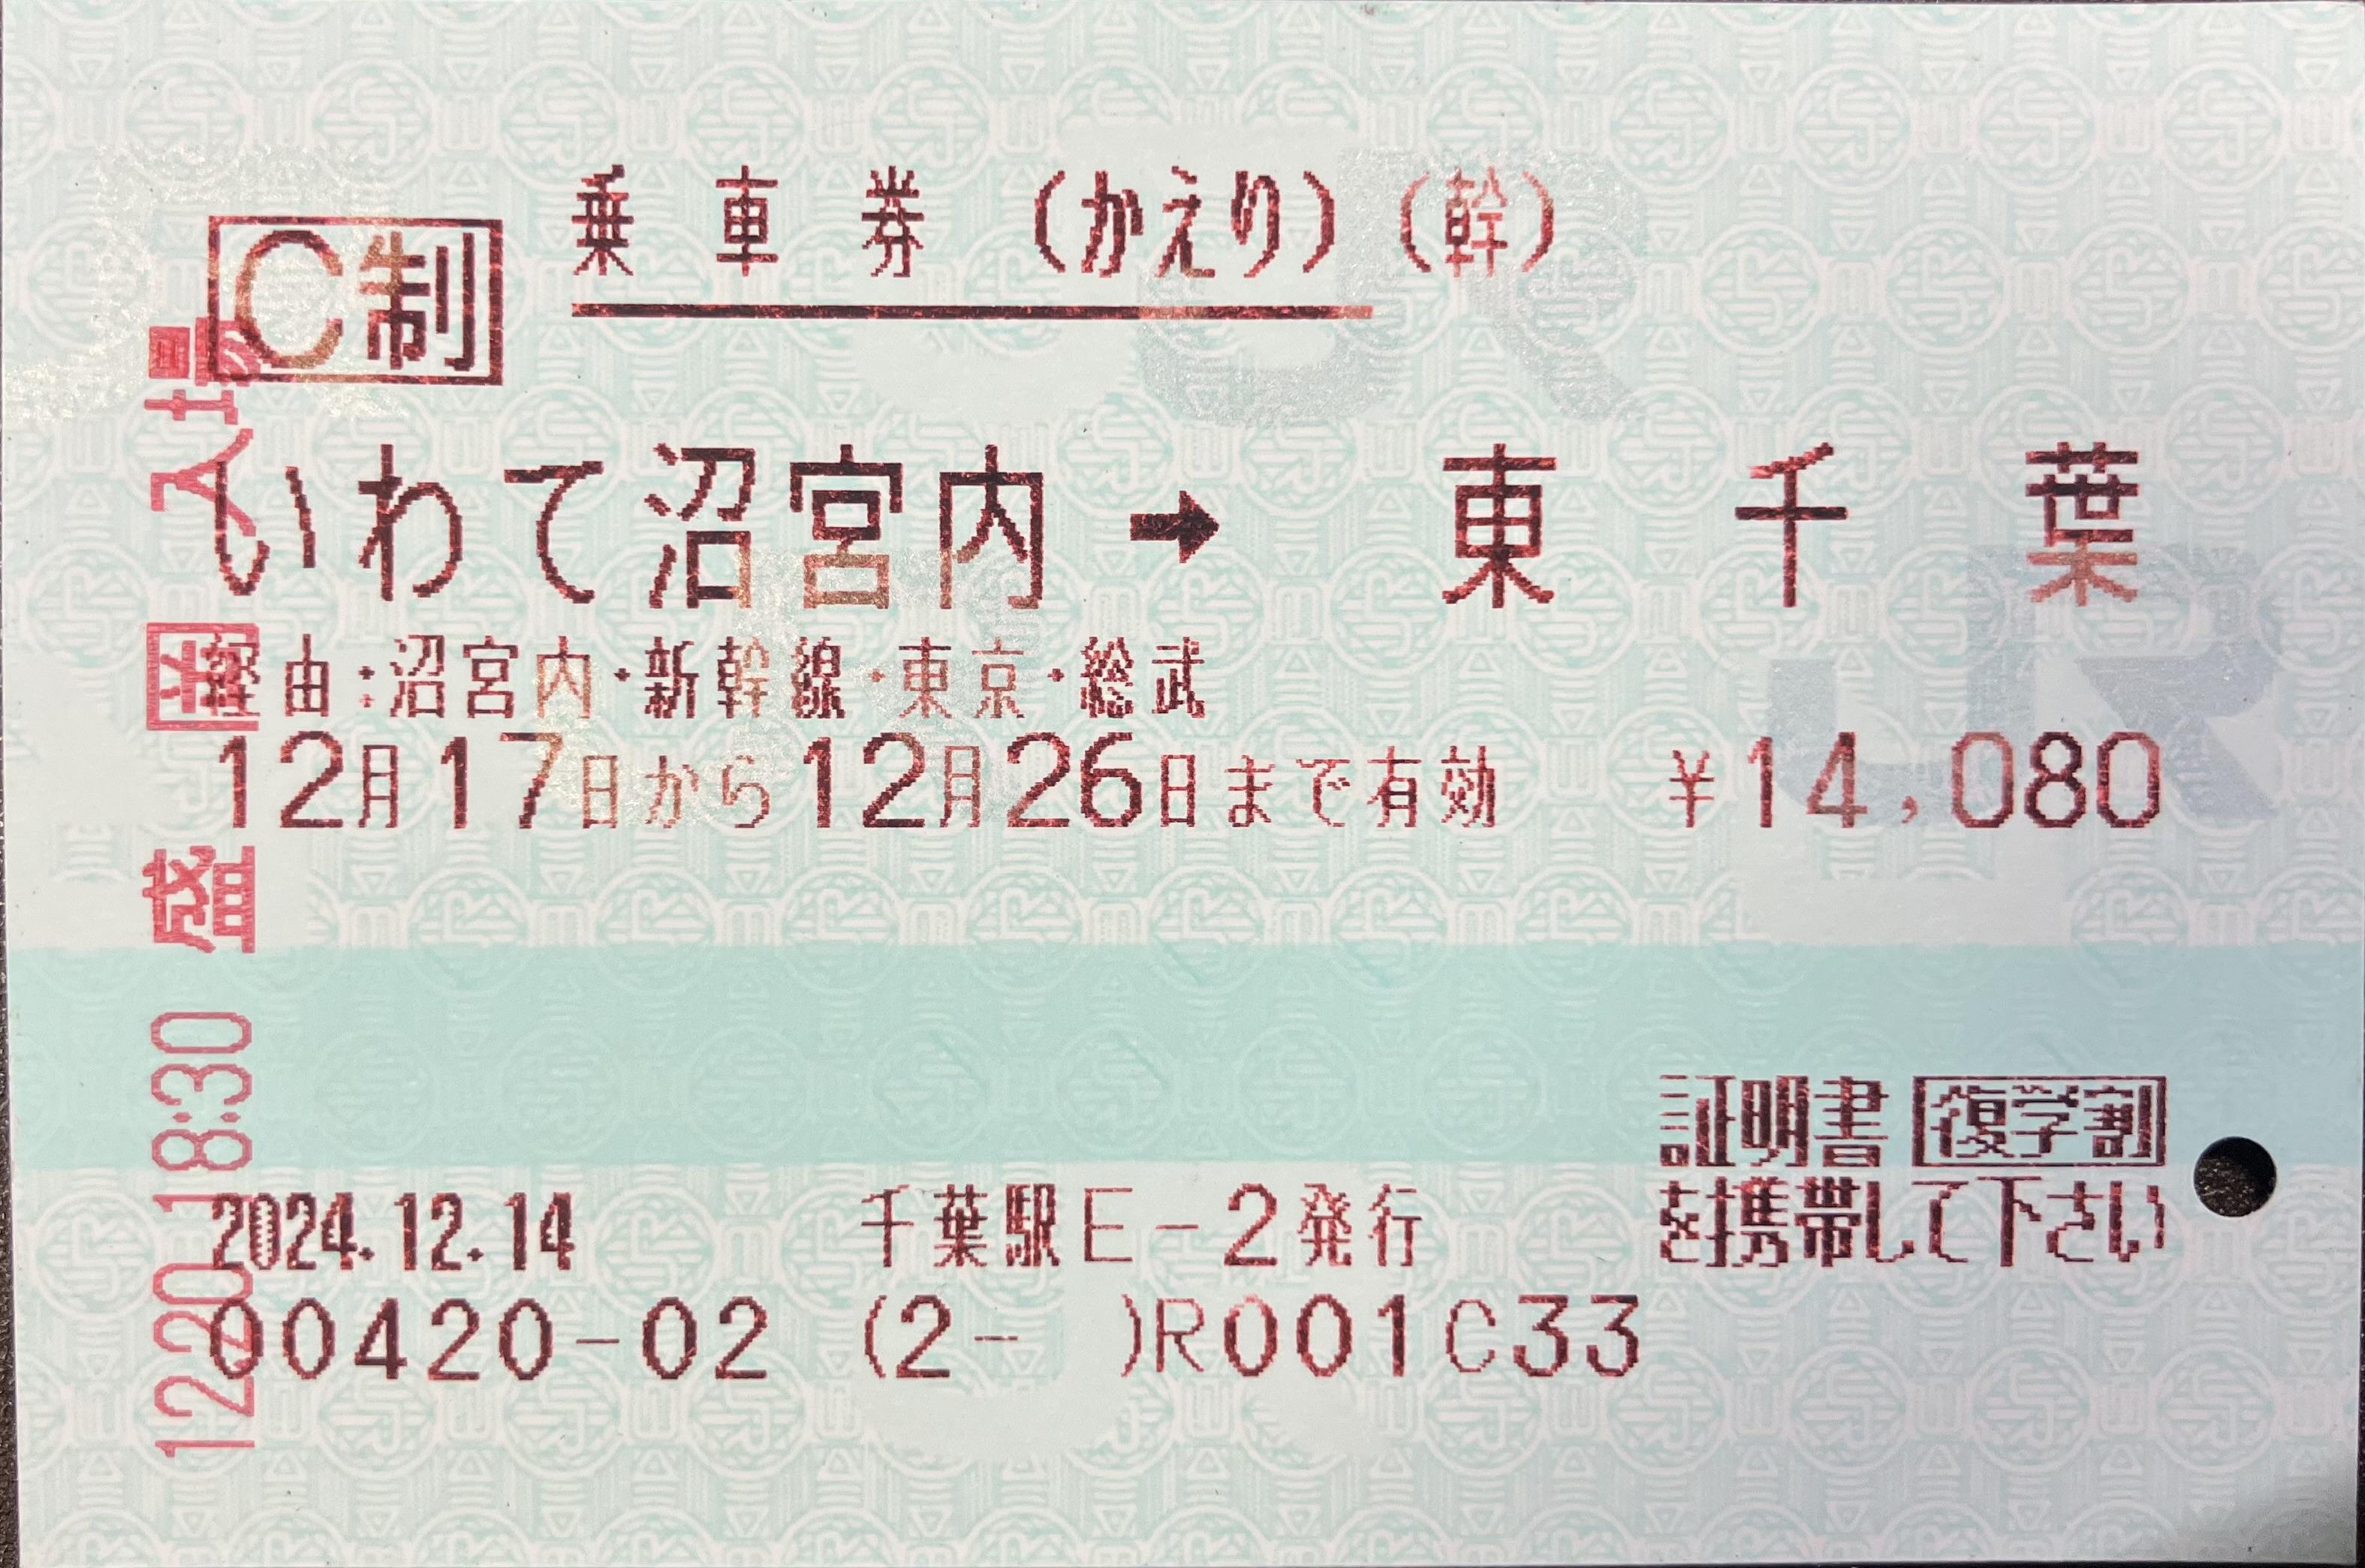 C制 乗車券(かえり)(幹)
いわて沼宮内 → 東千葉
経由:沼宮内・新幹線・東京・総武
12月17日から12月26日まで有効 ¥14,080
証明書 復学割
を携帯して下さい
2024.12.14 千葉駅E-2発行
00420-02 (2- )R001C33
12.20 18:30 盛 入場